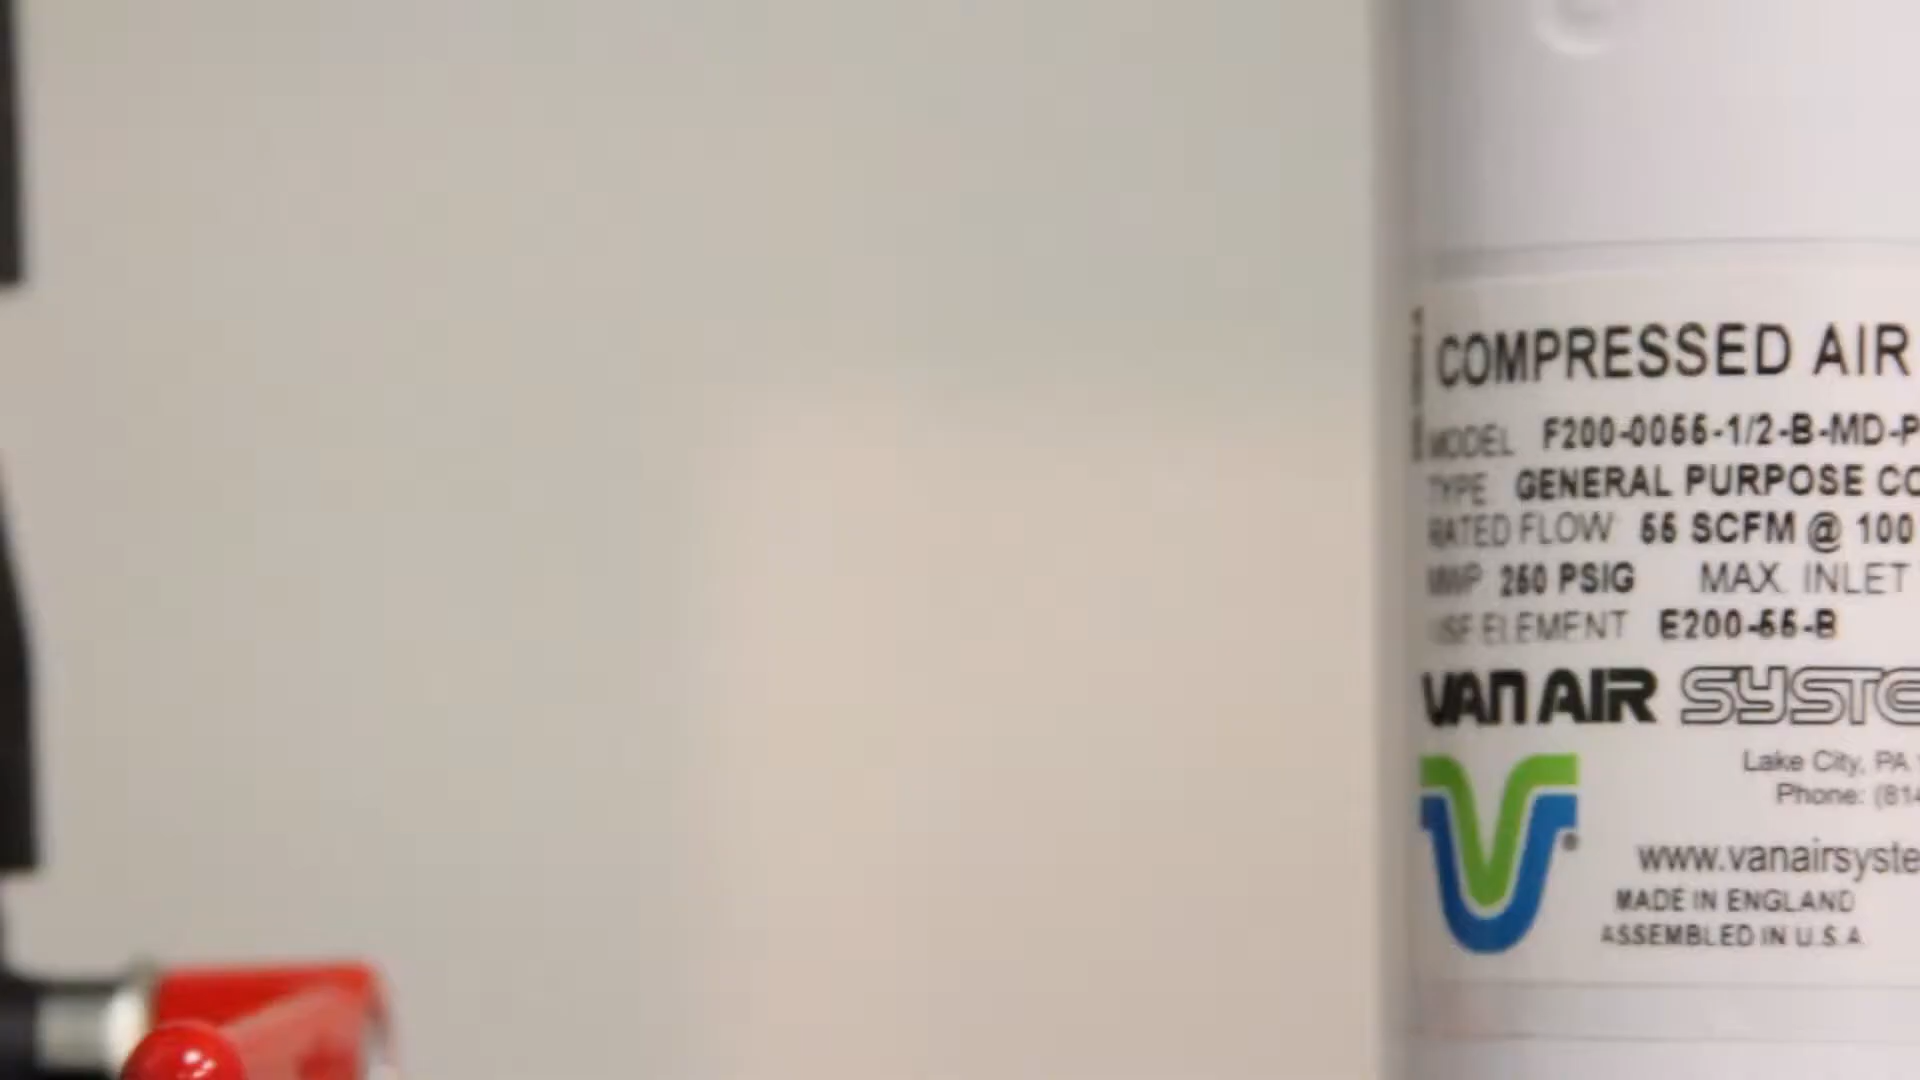 COMPRESSED AIR
MODEL F200-0055-1/2-B-MD-P
TYPE GENERAL PURPOSE CO
RATED FLOW 55 SCFM @ 100
MWP 250 PSIG MAX. INLET
USE ELEMENT E200-55-B
VAN AIR SYSTE
Lake City, PA
Phone: (814
www.vanairsyste
MADE IN ENGLAND
ASSEMBLED IN U.S.A.